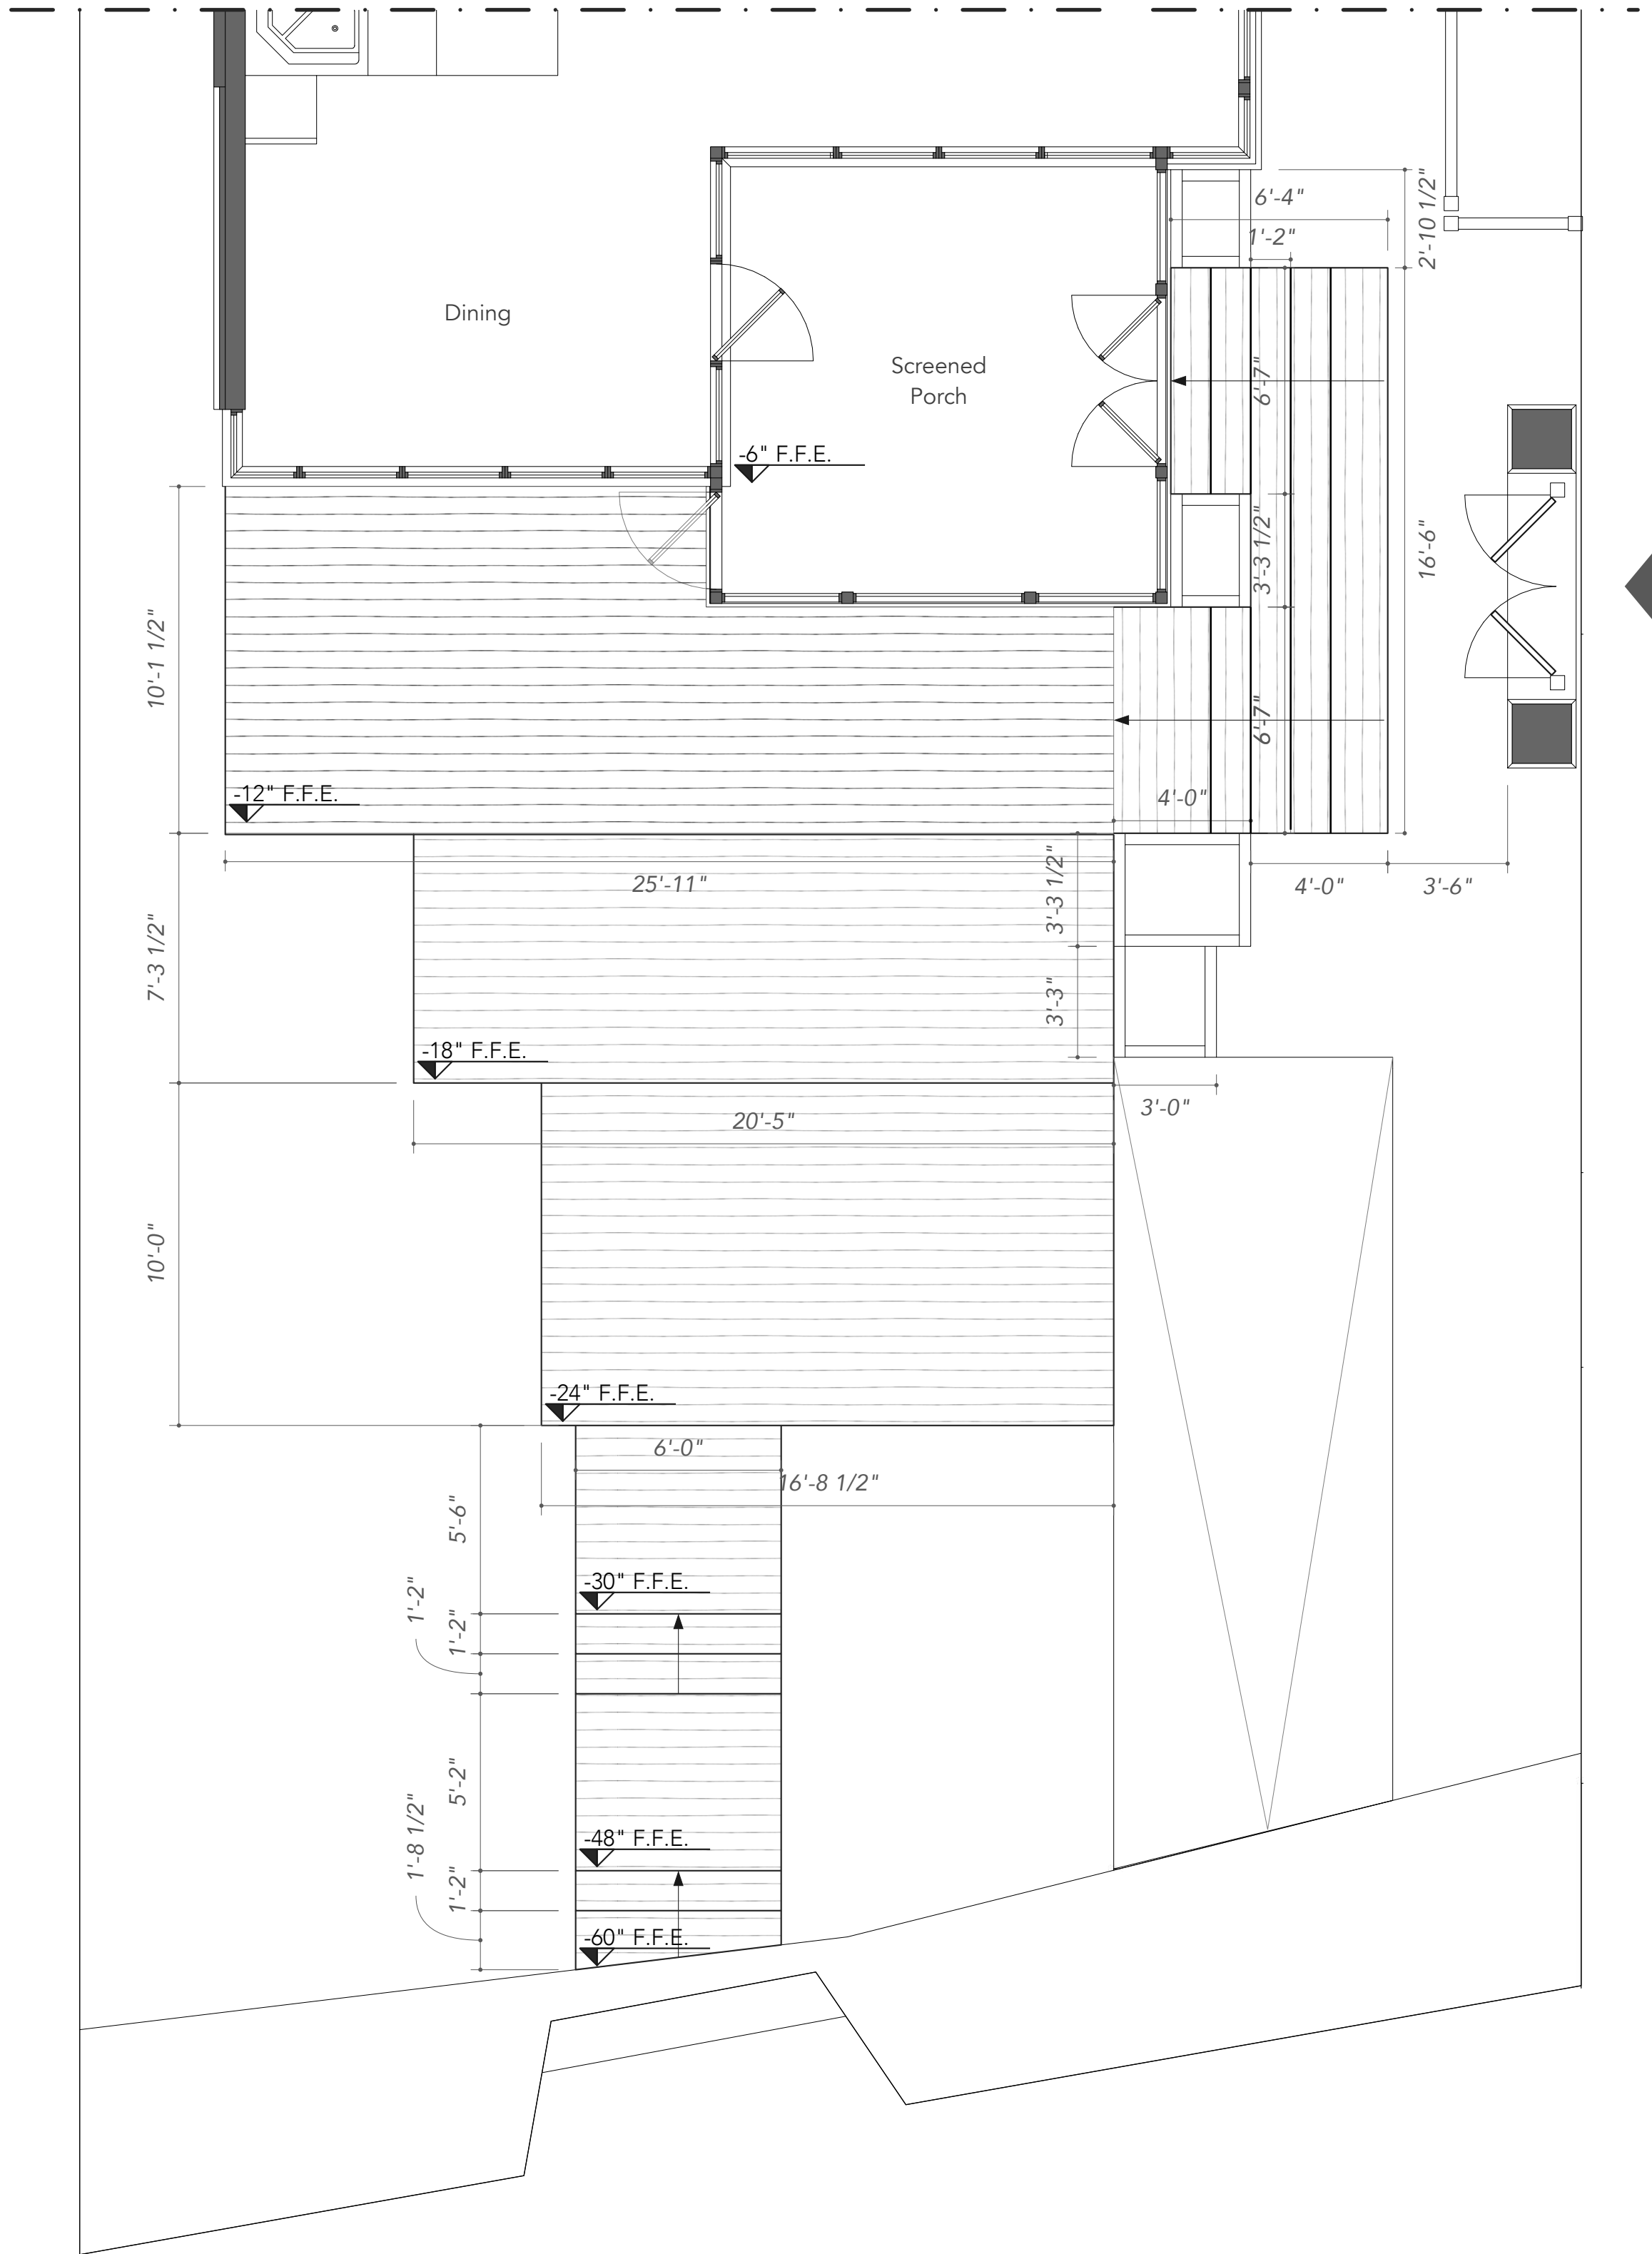 6'-4"
2'-10 1/2"
1'-2"
Dining
Screened
Porch
6'-7"
-6" F.F.E.
3'-3 1/2"
16'-6"
10'-1 1/2"
6'-7"
-12" F.F.E.
4'-0"
25'-11"
3'-3 1/2"
4'-0"
3'-6"
7'-3 1/2"
3'-3"
-18" F.F.E.
3'-0"
20'-5"
10'-0"
-24" F.F.E.
6'-0"
16'-8 1/2"
5'-6"
-30" F.F.E.
1'-2"
1'-2"
5'-2"
-48" F.F.E.
1'-8 1/2"
1'-2"
-60" F.F.E.